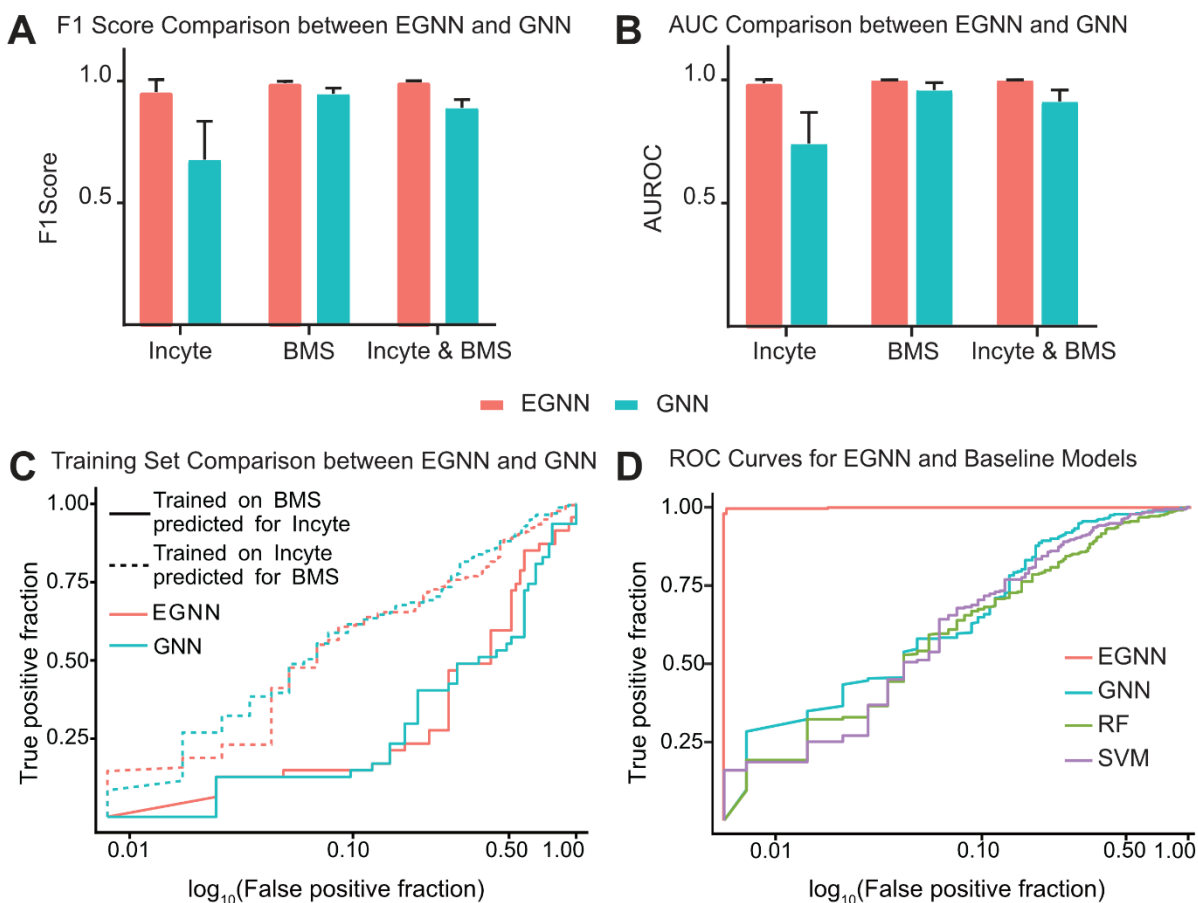 A F1 Score Comparison between EGNN and GNN
1.0
0.5
F1 Score
Incyte BMS Incyte & BMS
B AUC Comparison between EGNN and GNN
1.0
0.5
AUROC
Incyte BMS Incyte & BMS
EGNN GNN
C Training Set Comparison between EGNN and GNN
1.00
0.75
0.50
0.25
True positive fraction
Trained on BMS
predicted for Incyte
Trained on Incyte
predicted for BMS
EGNN
GNN
0.01 0.10 0.50 1.00
log10(False positive fraction)
D ROC Curves for EGNN and Baseline Models
1.00
0.75
0.50
0.25
True positive fraction
EGNN
GNN
RF
SVM
0.01 0.10 0.50 1.00
log10(False positive fraction)